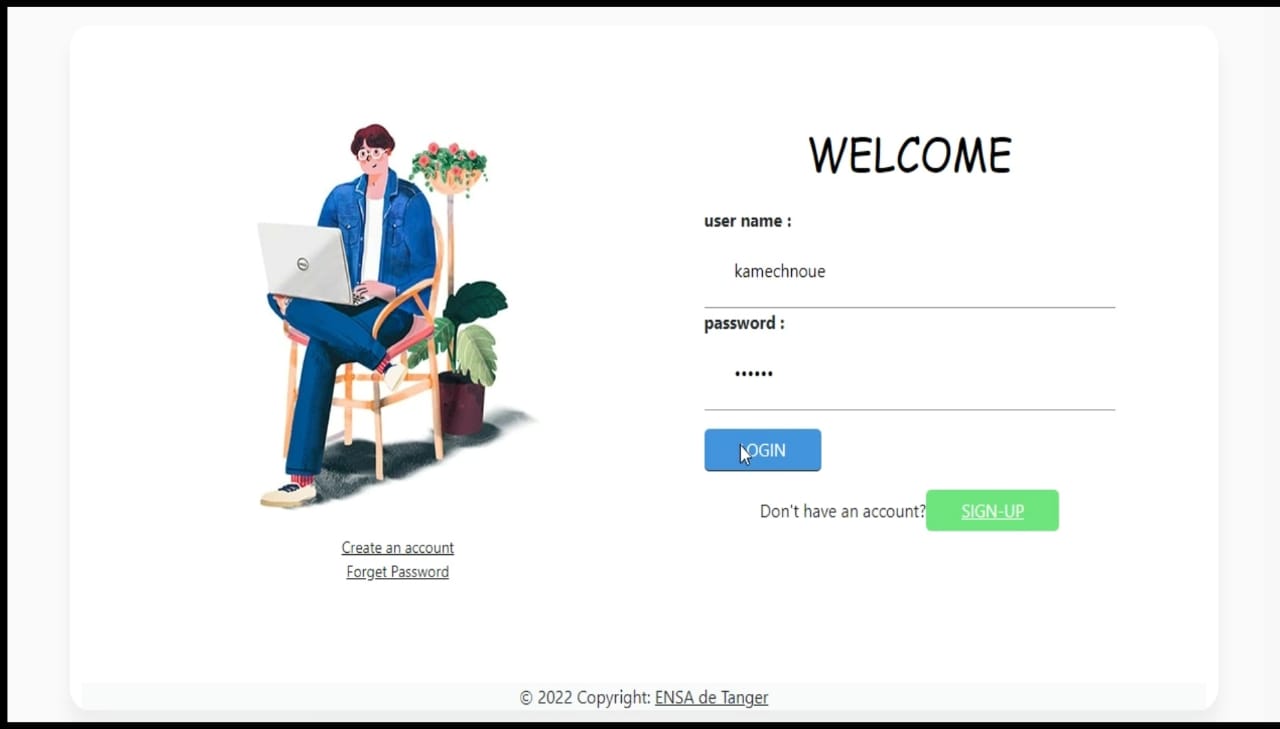 WELCOME
user name :
kamechnoue
password :
••••••
LOGIN
Don't have an account? SIGN-UP
DELL
Create an account
Forget Password
© 2022 Copyright: ENSA de Tanger